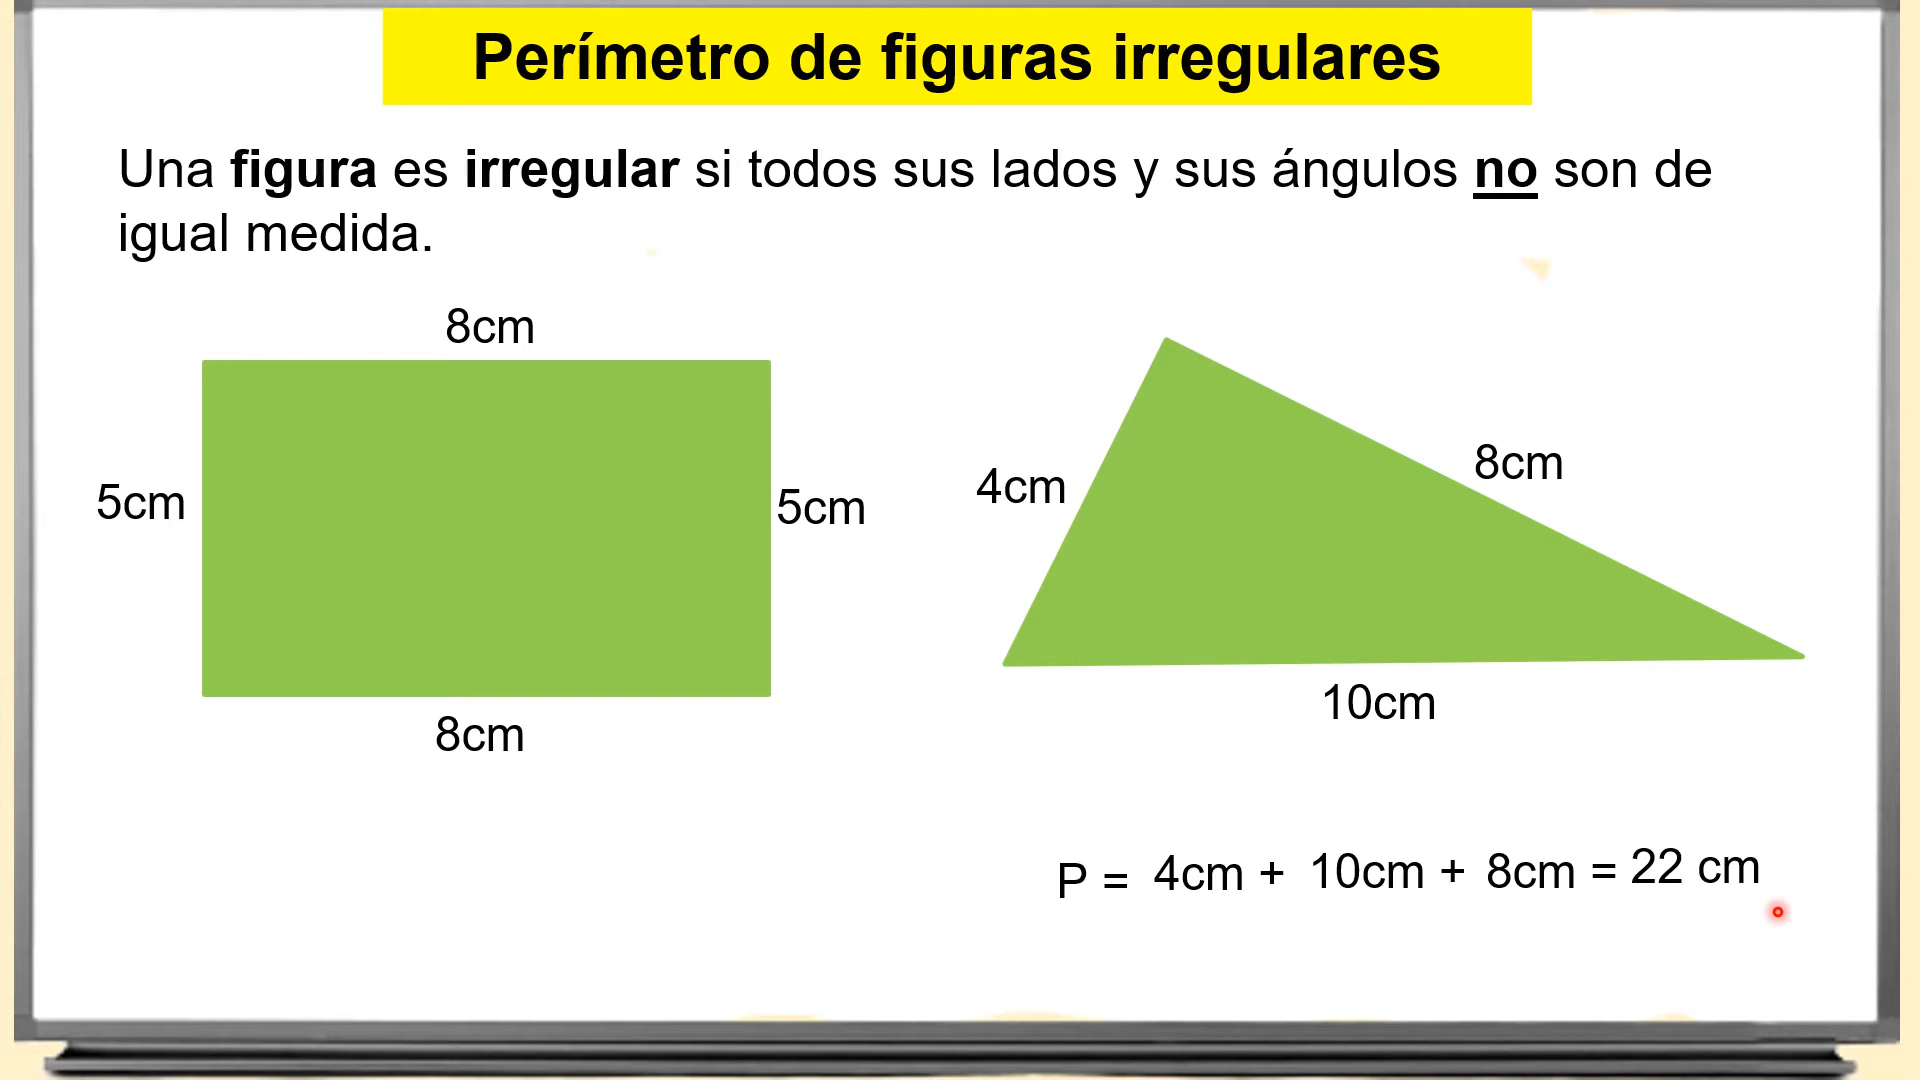 Perímetro de figuras irregulares
Una figura es irregular si todos sus lados y sus ángulos no son de
igual medida.
8cm
5cm
5cm
8cm
4cm
8cm
10cm
P = 4cm + 10cm + 8cm = 22 cm